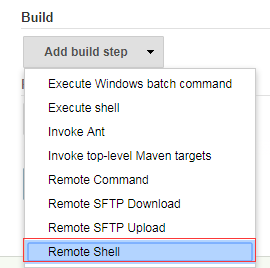 Build
Add build step
Execute Windows batch command
Execute shell
Invoke Ant
Invoke top-level Maven targets
Remote Command
Remote SFTP Download
Remote SFTP Upload
Remote Shell